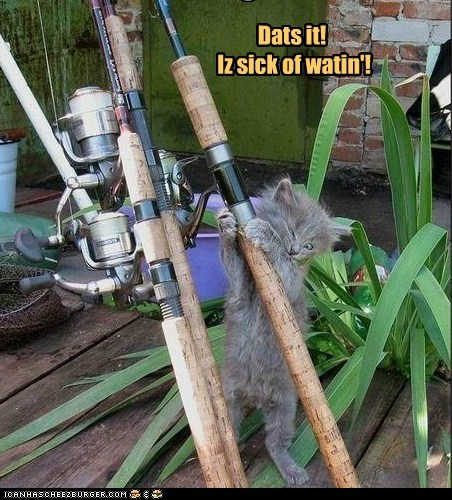 Dats it!
Iz sick of watin'!
ICANHASCHEEZBURGER.COM